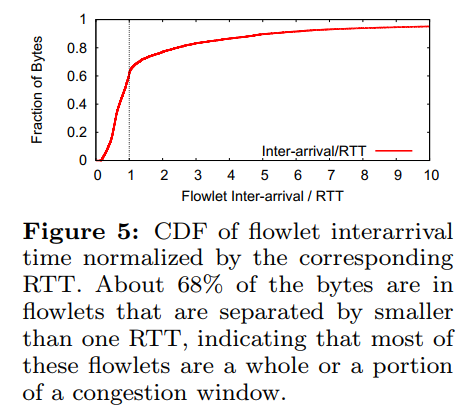 1
0.8
0.6
0.4
0.2
0
Fraction of Bytes
Inter-arrival/RTT
0 1 2 3 4 5 6 7 8 9 10
Flowlet Inter-arrival / RTT
Figure 5: CDF of flowlet interarrival
time normalized by the corresponding
RTT. About 68% of the bytes are in
flowlets that are separated by smaller
than one RTT, indicating that most of
these flowlets are a whole or a portion
of a congestion window.